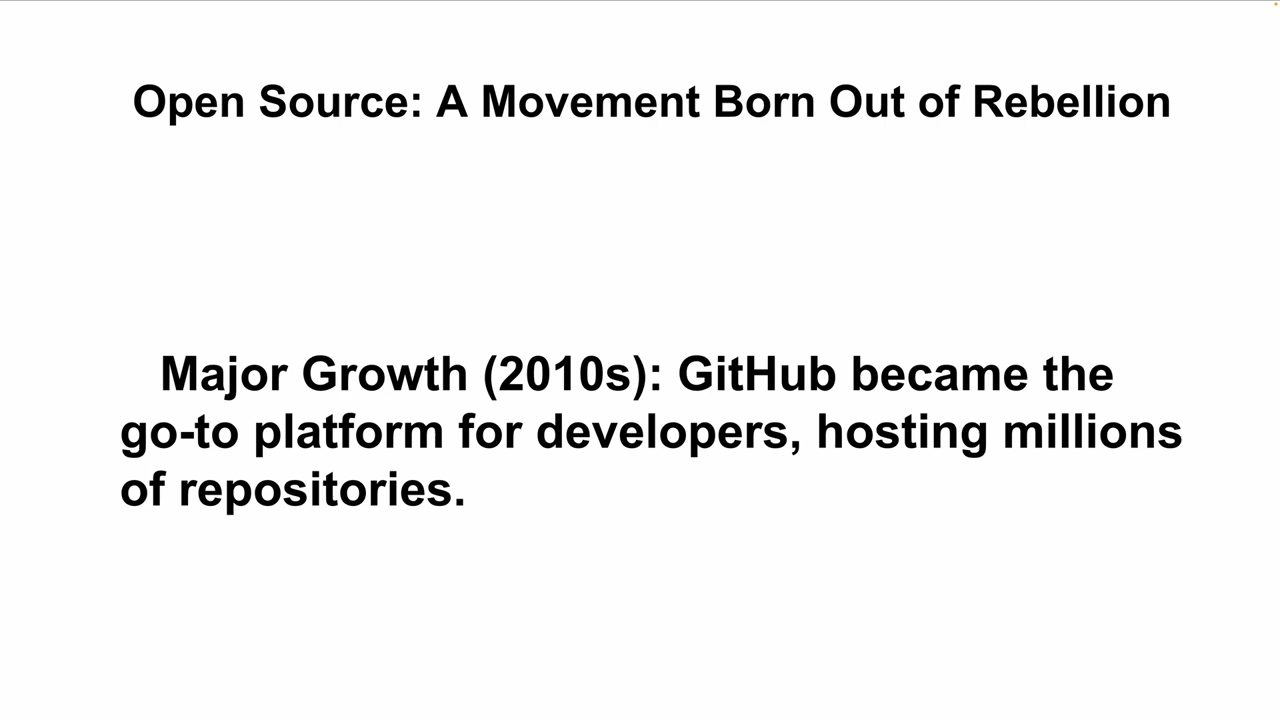 Open Source: A Movement Born Out of Rebellion
Major Growth (2010s): GitHub became the
go-to platform for developers, hosting millions
of repositories.